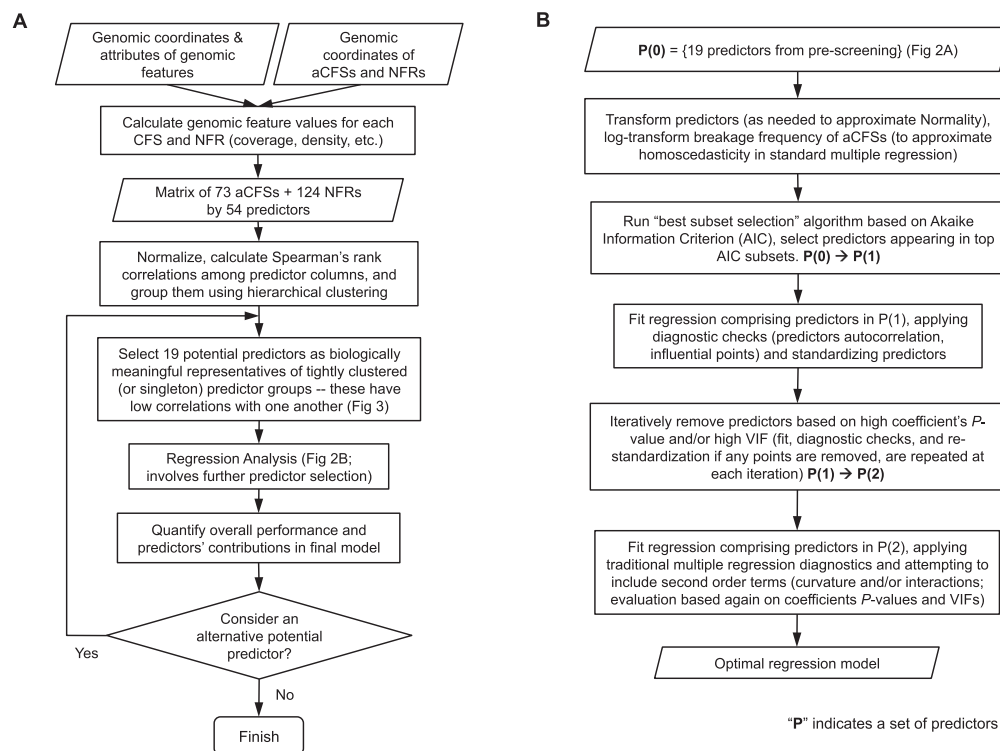 A
Genomic coordinates &
attributes of genomic
features
Genomic
coordinates of
aCFSs and NFRs
Calculate genomic feature values for each
CFS and NFR (coverage, density, etc.)
Matrix of 73 aCFSs + 124 NFRs
by 54 predictors
Normalize, calculate Spearman's rank
correlations among predictor columns, and
group them using hierarchical clustering
Select 19 potential predictors as biologically
meaningful representatives of tightly clustered
(or singleton) predictor groups -- these have
low correlations with one another (Fig 3)
Regression Analysis (Fig 2B;
involves further predictor selection)
Quantify overall performance and
predictors' contributions in final model
Consider an
alternative potential
predictor?
Yes
No
Finish
B
P(0) = {19 predictors from pre-screening} (Fig 2A)
Transform predictors (as needed to approximate Normality),
log-transform breakage frequency of aCFSs (to approximate
homoscedasticity in standard multiple regression)
Run “best subset selection” algorithm based on Akaike
Information Criterion (AIC), select predictors appearing in top
AIC subsets. P(0) → P(1)
Fit regression comprising predictors in P(1), applying
diagnostic checks (predictors autocorrelation,
influential points) and standardizing predictors
Iteratively remove predictors based on high coefficient's P-
value and/or high VIF (fit, diagnostic checks, and re-
standardization if any points are removed, are repeated at
each iteration) P(1) → P(2)
Fit regression comprising predictors in P(2), applying
traditional multiple regression diagnostics and attempting to
include second order terms (curvature and/or interactions;
evaluation based again on coefficients P-values and VIFs)
Optimal regression model
“P” indicates a set of predictors